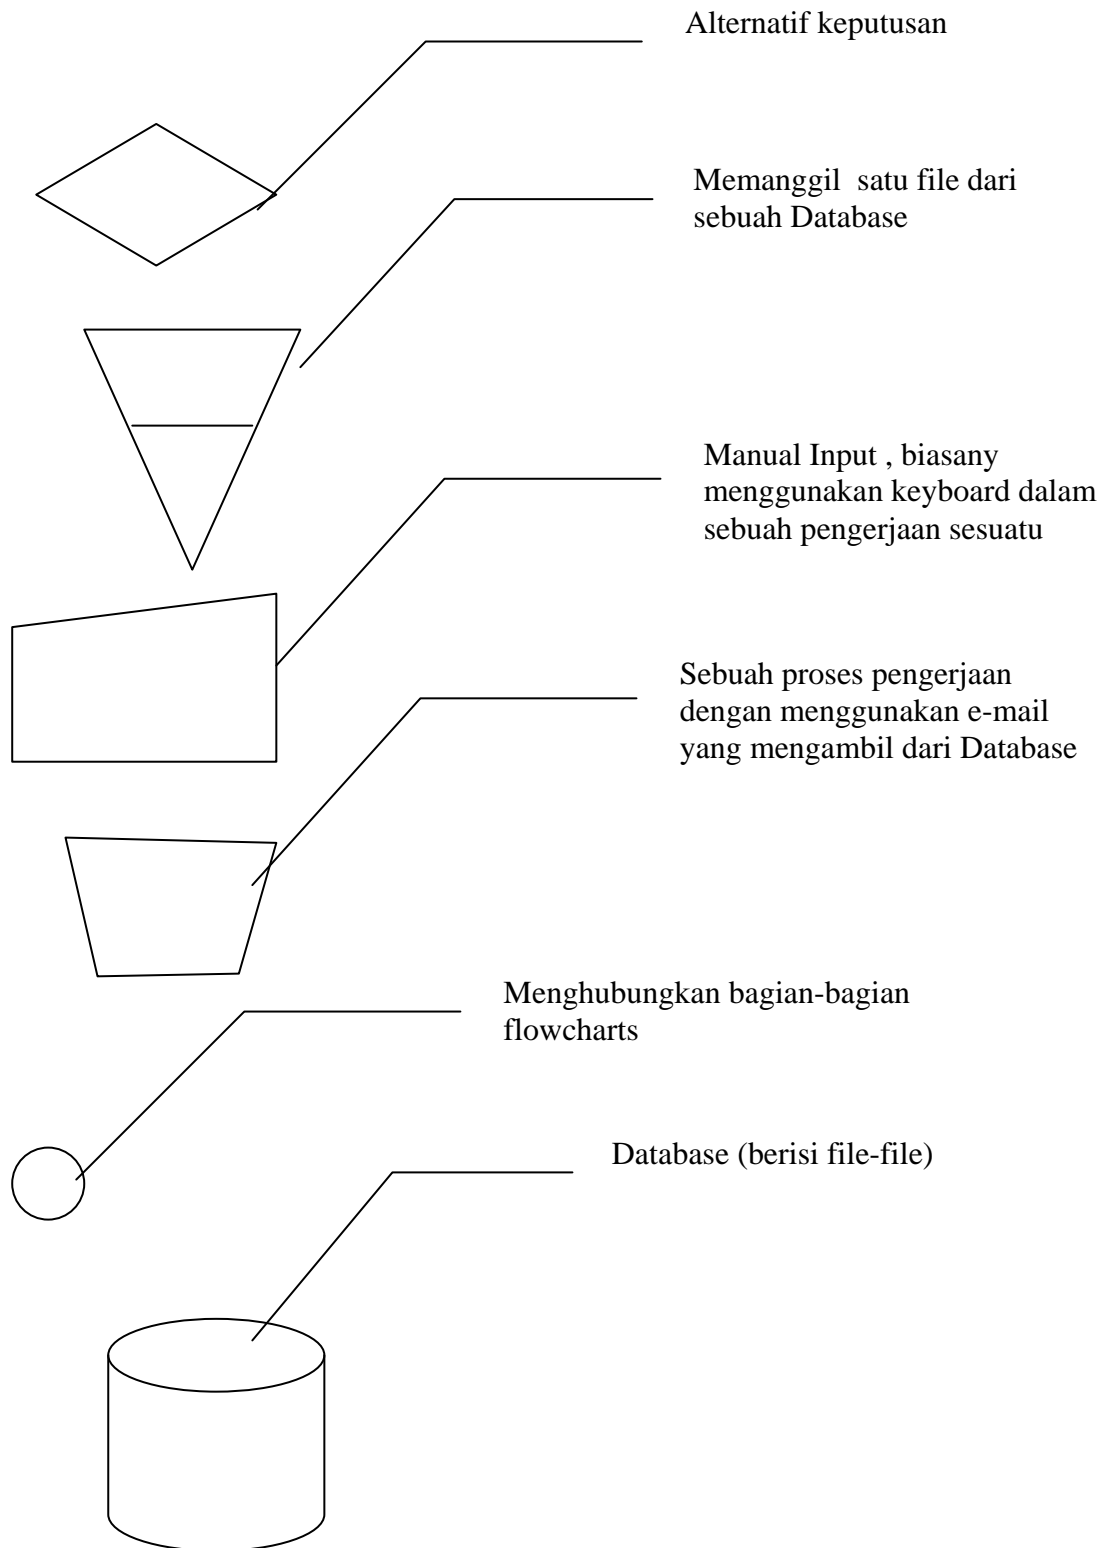 Alternatif keputusan
Memanggil  satu file dari
sebuah Database
Manual Input , biasany
menggunakan keyboard dalam
sebuah pengerjaan sesuatu
Sebuah proses pengerjaan
dengan menggunakan e-mail
yang mengambil dari Database
Menghubungkan bagian-bagian
flowcharts
Database (berisi file-file)